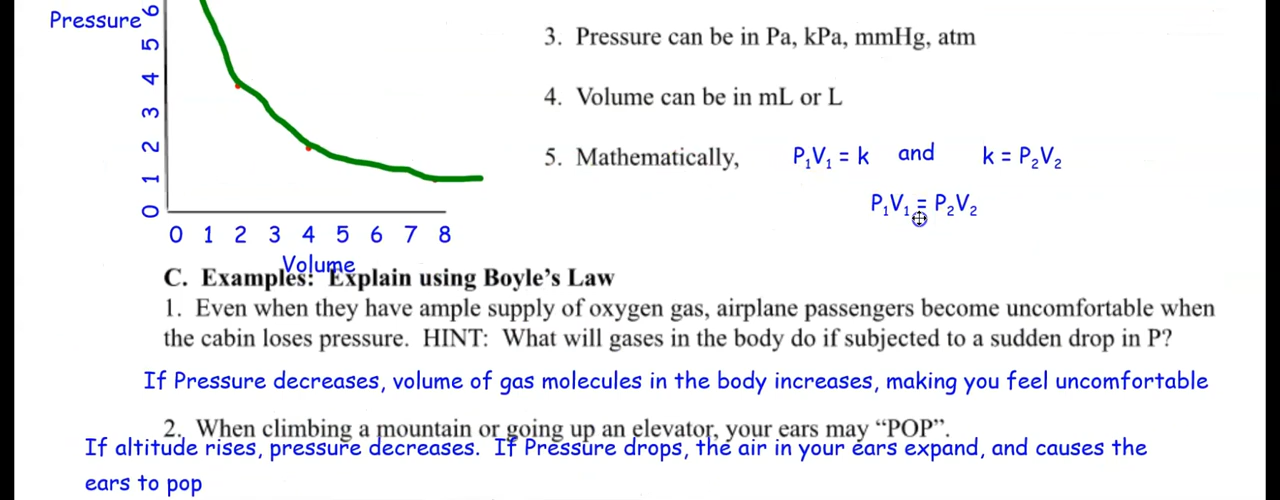 Pressure
6
5
4
3
2
1
0
0 1 2 3 4 5 6 7 8
Volume
3. Pressure can be in Pa, kPa, mmHg, atm
4. Volume can be in mL or L
5. Mathematically, P₁V₁ = k and k = P₂V₂
P₁V₁ = P₂V₂
C. Examples: Explain using Boyle's Law
1. Even when they have ample supply of oxygen gas, airplane passengers become uncomfortable when
the cabin loses pressure. HINT: What will gases in the body do if subjected to a sudden drop in P?
If Pressure decreases, volume of gas molecules in the body increases, making you feel uncomfortable
2. When climbing a mountain or going up an elevator, your ears may “POP”.
If altitude rises, pressure decreases. If Pressure drops, the air in your ears expand, and causes the
ears to pop